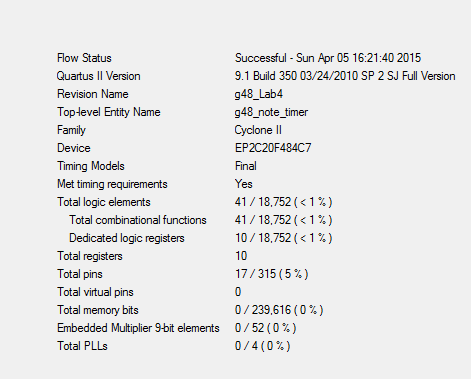 Flow Status Successful - Sun Apr 05 16:21:40 2015
Quartus II Version 9.1 Build 350 03/24/2010 SP 2 SJ Full Version
Revision Name g48_Lab4
Top-level Entity Name g48_note_timer
Family Cyclone II
Device EP2C20F484C7
Timing Models Final
Met timing requirements Yes
Total logic elements 41 / 18,752 ( < 1 % )
Total combinational functions 41 / 18,752 ( < 1 % )
Dedicated logic registers 10 / 18,752 ( < 1 % )
Total registers 10
Total pins 17 / 315 ( 5 % )
Total virtual pins 0
Total memory bits 0 / 239,616 ( 0 % )
Embedded Multiplier 9-bit elements 0 / 52 ( 0 % )
Total PLLs 0 / 4 ( 0 % )